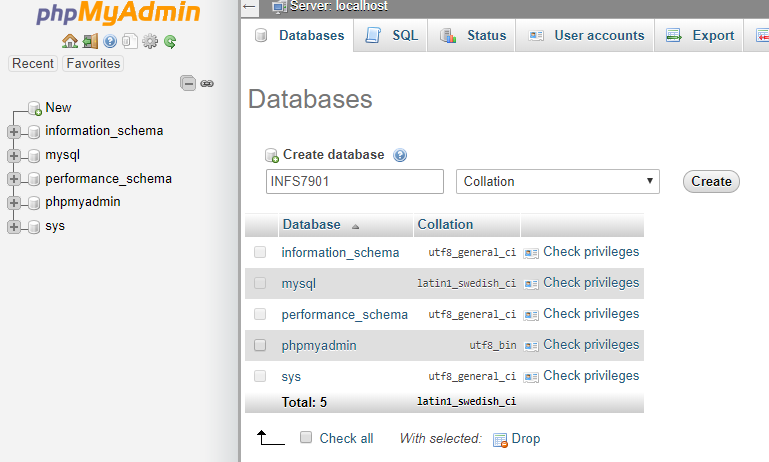 phpMyAdmin
Recent Favorites
New
information_schema
mysql
performance_schema
phpmyadmin
sys
Server: localhost
Databases SQL Status User accounts Export
Databases
Create database
INFS7901 Collation Create
Database Collation
information_schema utf8_general_ci Check privileges
mysql latin1_swedish_ci Check privileges
performance_schema utf8_general_ci Check privileges
phpmyadmin utf8_bin Check privileges
sys utf8_general_ci Check privileges
Total: 5 latin1_swedish_ci
Check all With selected: Drop